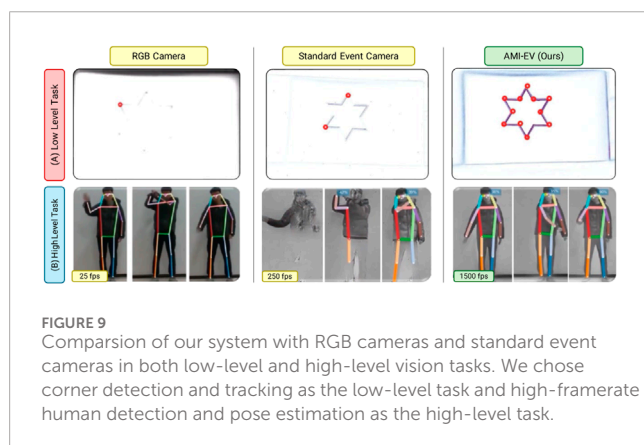 RGB Camera
Standard Event Camera
AMI-EV (Ours)
(A) Low Level Task
(B) High Level Task
25 fps
250 fps
1500 fps
FIGURE 9
Comparsion of our system with RGB cameras and standard event
cameras in both low-level and high-level vision tasks. We chose
corner detection and tracking as the low-level task and high-framerate
human detection and pose estimation as the high-level task.